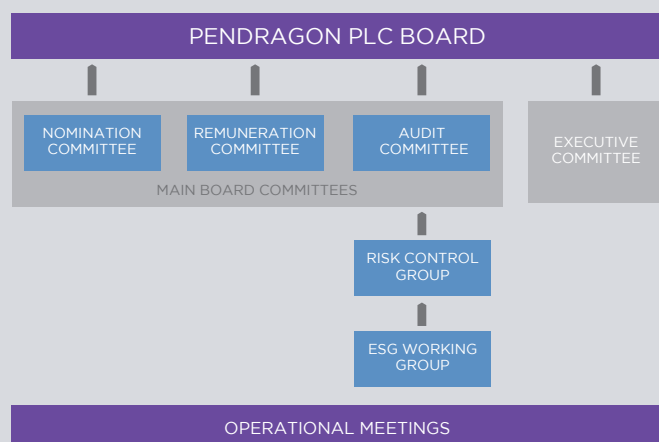 PENDRAGON PLC BOARD
NOMINATION
COMMITTEE
REMUNERATION
COMMITTEE
AUDIT
COMMITTEE
EXECUTIVE
COMMITTEE
MAIN BOARD COMMITTEES
RISK CONTROL
GROUP
ESG WORKING
GROUP
OPERATIONAL MEETINGS